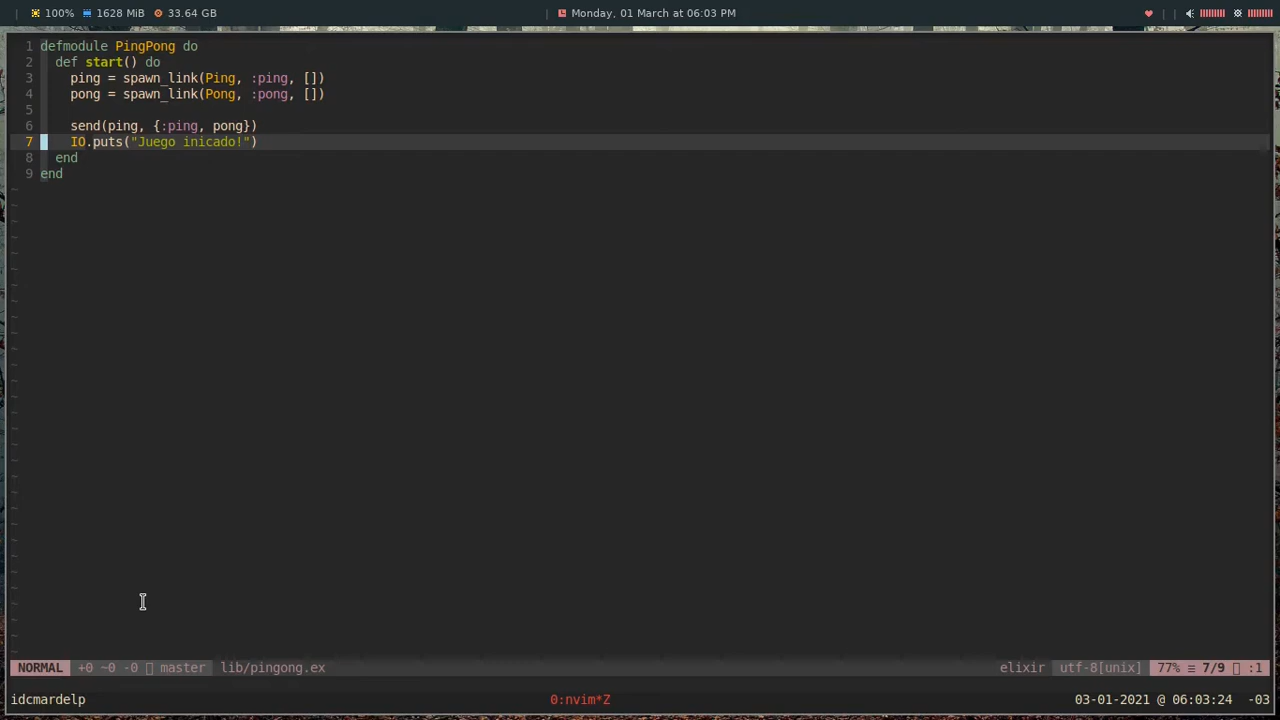 100% 1628 MiB 33.64 GB Monday, 01 March at 06:03 PM
1 defmodule PingPong do
2 def start() do
3 ping = spawn_link(Ping, :ping, [])
4 pong = spawn_link(Pong, :pong, [])
5
6 send(ping, {:ping, pong})
7 IO.puts("Juego inicado!")
8 end
9 end
NORMAL +0 ~0 -0 master lib/pingong.ex elixir utf-8[unix] 77% ≡ 7/9 :1
idcmardelp 0:nvim*Z 03-01-2021 @ 06:03:24 -03